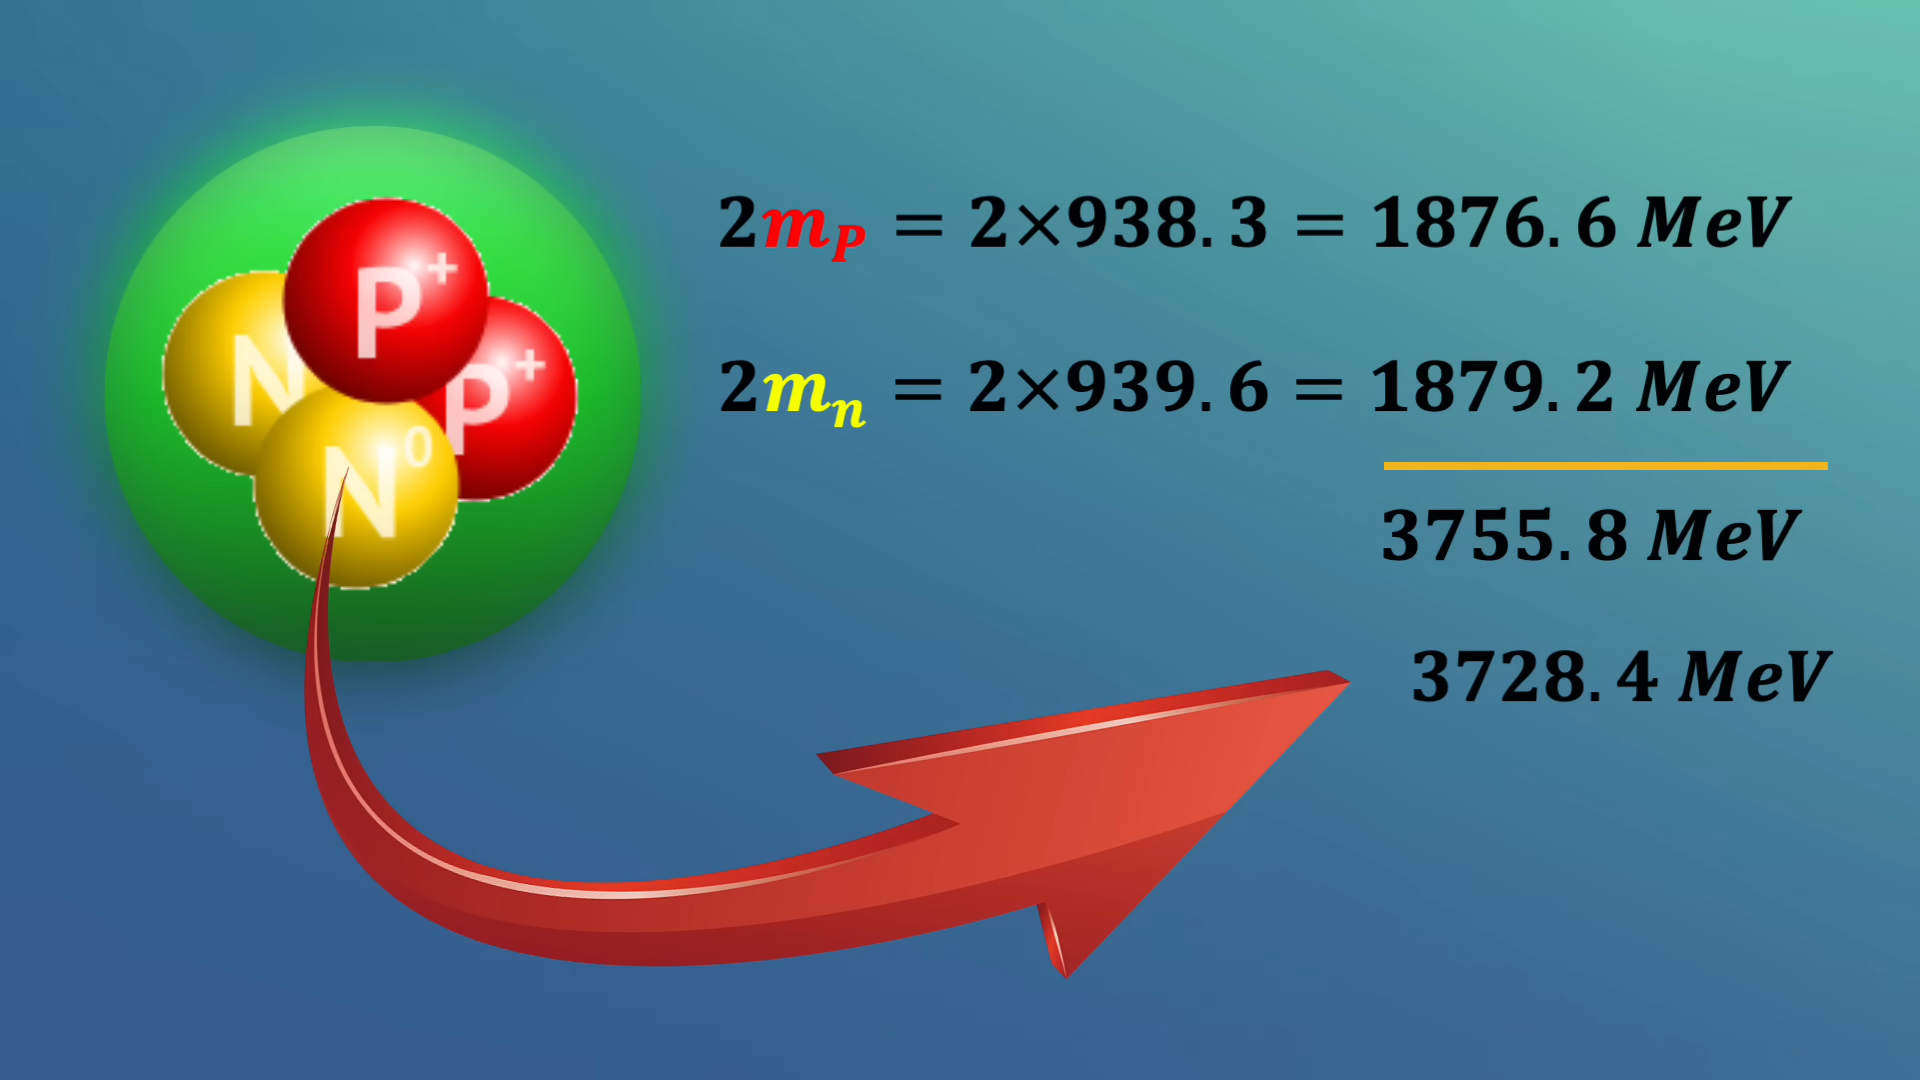 P⁺
N
P⁺
N⁰
2m_P = 2×938.3 = 1876.6 MeV
2m_n = 2×939.6 = 1879.2 MeV
3755.8 MeV
3728.4 MeV